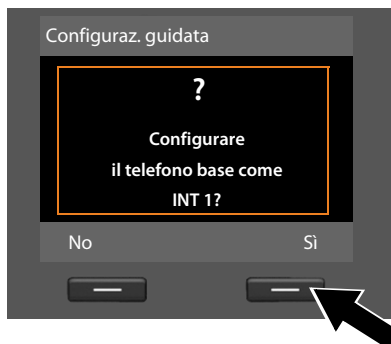 Configuraz. guidata
?
Configurare
il telefono base come
INT 1?
No Sì